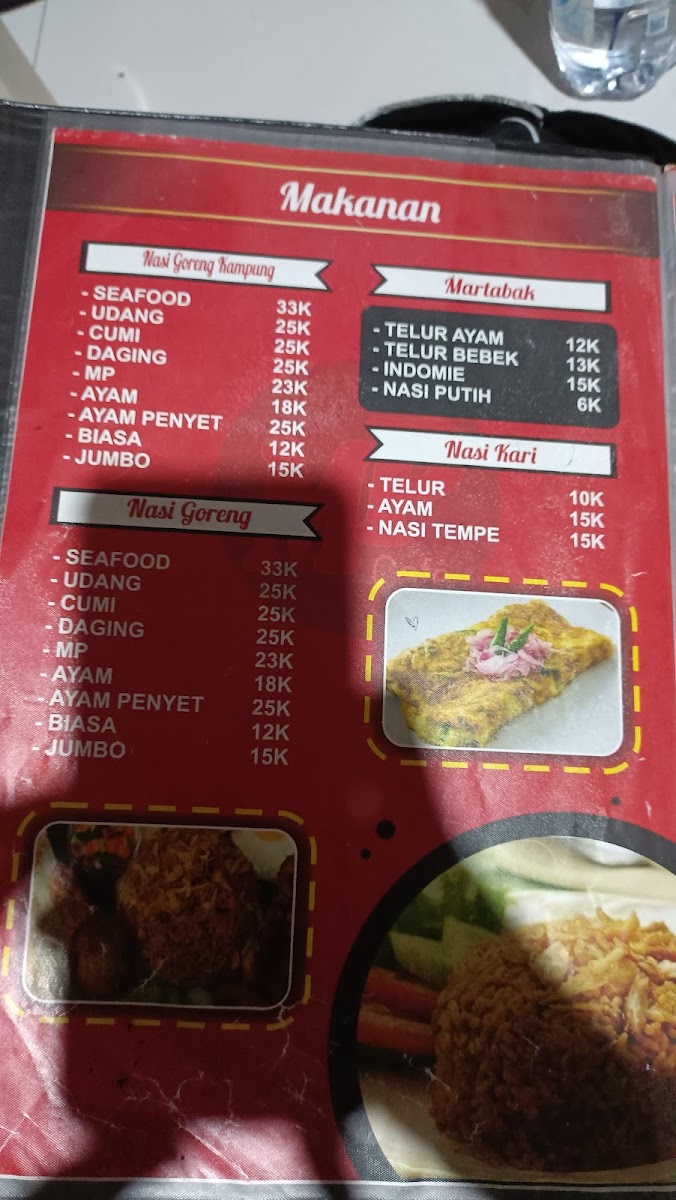 Makanan
Nasi Goreng Kampung
- SEAFOOD 33K
- UDANG 25K
- CUMI 25K
- DAGING 25K
- MP 23K
- AYAM 18K
- AYAM PENYET 25K
- BIASA 12K
- JUMBO 15K
Nasi Goreng
- SEAFOOD 33K
- UDANG 25K
- CUMI 25K
- DAGING 25K
- MP 23K
- AYAM 18K
- AYAM PENYET 25K
- BIASA 12K
- JUMBO 15K
Martabak
- TELUR AYAM 12K
- TELUR BEBEK 13K
- INDOMIE 15K
- NASI PUTIH 6K
Nasi Kari
- TELUR 10K
- AYAM 15K
- NASI TEMPE 15K